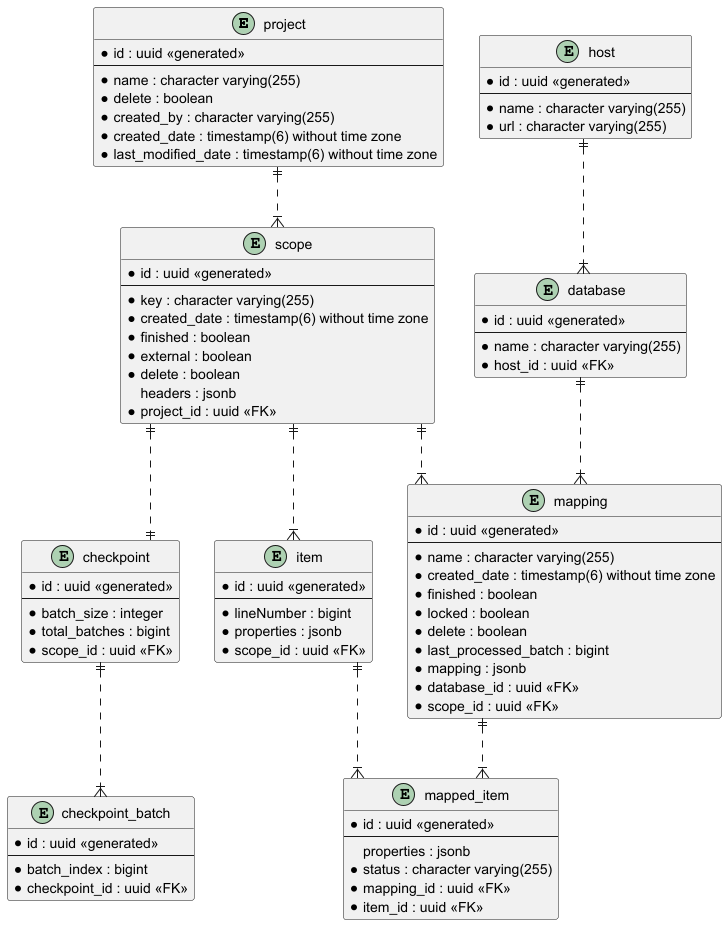 E project
* id : uuid «generated»
* name : character varying(255)
* delete : boolean
* created_by : character varying(255)
* created_date : timestamp(6) without time zone
* last_modified_date : timestamp(6) without time zone
E host
* id : uuid «generated»
* name : character varying(255)
* url : character varying(255)
E scope
* id : uuid «generated»
* key : character varying(255)
* created_date : timestamp(6) without time zone
* finished : boolean
* external : boolean
* delete : boolean
headers : jsonb
* project_id : uuid «FK»
E database
* id : uuid «generated»
* name : character varying(255)
* host_id : uuid «FK»
E checkpoint
* id : uuid «generated»
* batch_size : integer
* total_batches : bigint
* scope_id : uuid «FK»
E item
* id : uuid «generated»
* lineNumber : bigint
* properties : jsonb
* scope_id : uuid «FK»
E mapping
* id : uuid «generated»
* name : character varying(255)
* created_date : timestamp(6) without time zone
* finished : boolean
* locked : boolean
* delete : boolean
* last_processed_batch : bigint
* mapping : jsonb
* database_id : uuid «FK»
* scope_id : uuid «FK»
E checkpoint_batch
* id : uuid «generated»
* batch_index : bigint
* checkpoint_id : uuid «FK»
E mapped_item
* id : uuid «generated»
properties : jsonb
* status : character varying(255)
* mapping_id : uuid «FK»
* item_id : uuid «FK»